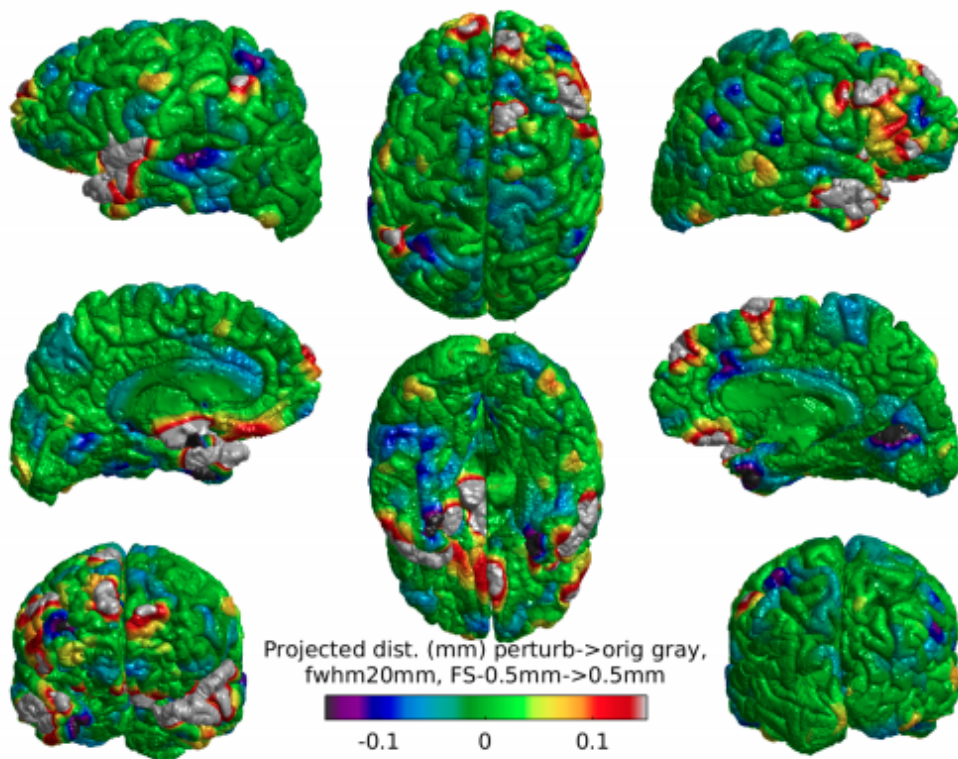 Projected dist. (mm) perturb->orig gray,
fwhm20mm, FS-0.5mm->0.5mm
-0.1 0 0.1